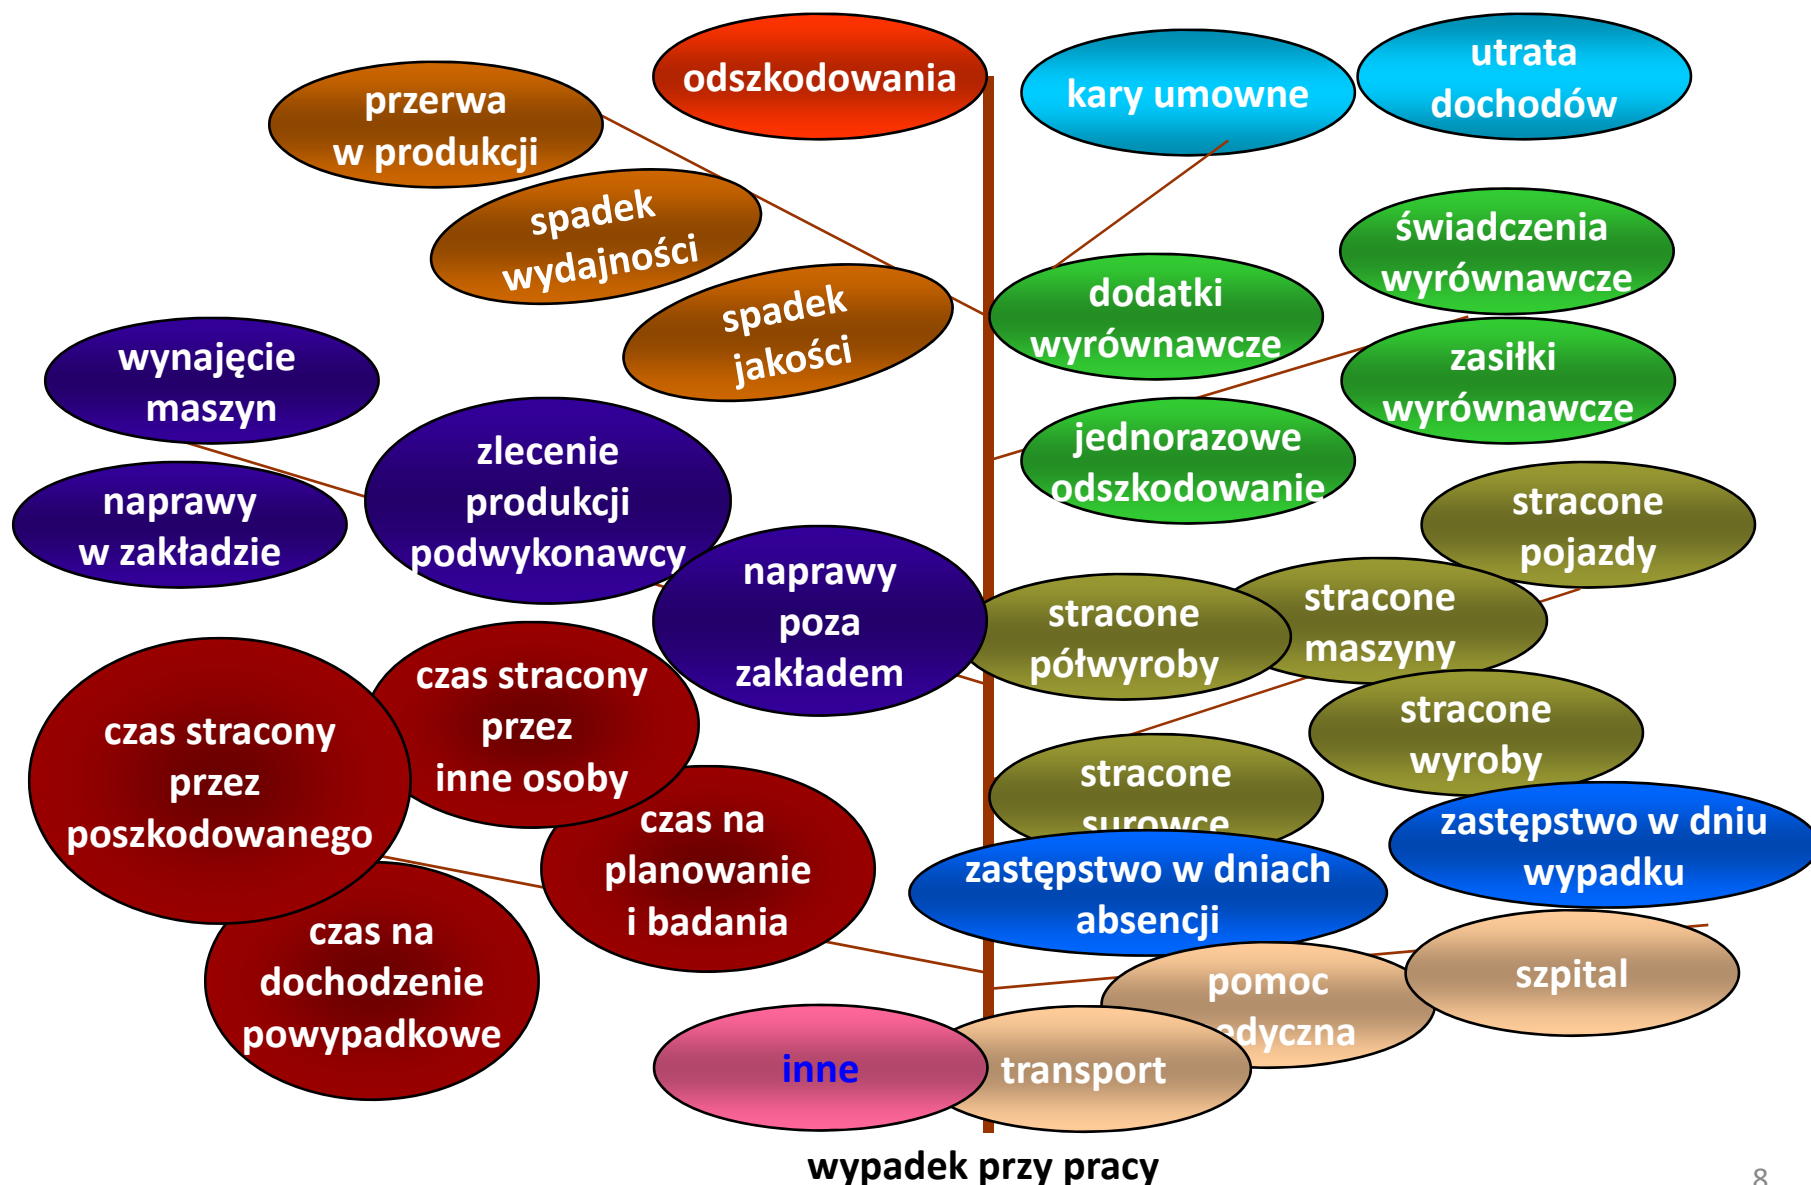 odszkodowania
kary umowne
utrata
dochodów
przerwa
w produkcji
spadek
wydajności
świadczenia
wyrównawcze
dodatki
wyrównawcze
spadek
jakości
wynajęcie
maszyn
zasiłki
wyrównawcze
zlecenie
produkcji
podwykonawcy
jednorazowe
odszkodowanie
naprawy
w zakładzie
stracone
pojazdy
naprawy
poza
zakładem
stracone
półwyroby
stracone
maszyny
czas stracony
przez
inne osoby
czas stracony
przez
poszkodowanego
stracone
wyroby
stracone
surowce
czas na
planowanie
i badania
zastępstwo w dniu
wypadku
zastępstwo w dniach
absencji
czas na
dochodzenie
powypadkowe
pomoc
edyczna
szpital
inne
transport
wypadek przy pracy
8